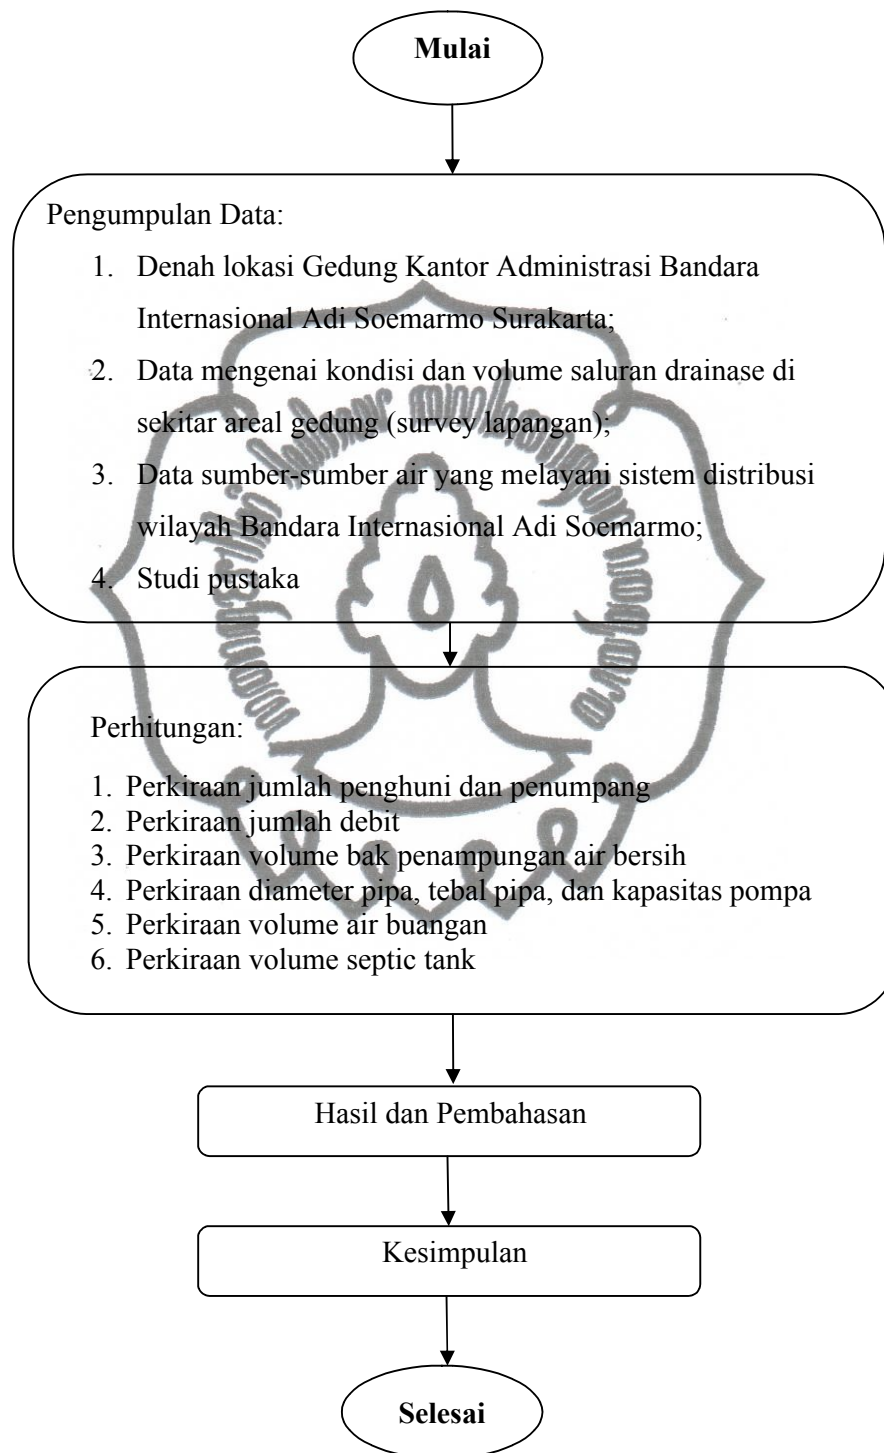 Mulai
Pengumpulan Data:
1. Denah lokasi Gedung Kantor Administrasi Bandara
Internasional Adi Soemarmo Surakarta;
2. Data mengenai kondisi dan volume saluran drainase di
sekitar areal gedung (survey lapangan);
3. Data sumber-sumber air yang melayani sistem distribusi
wilayah Bandara Internasional Adi Soemarmo;
4. Studi pustaka
Perhitungan:
1. Perkiraan jumlah penghuni dan penumpang
2. Perkiraan jumlah debit
3. Perkiraan volume bak penampungan air bersih
4. Perkiraan diameter pipa, tebal pipa, dan kapasitas pompa
5. Perkiraan volume air buangan
6. Perkiraan volume septic tank
Hasil dan Pembahasan
Kesimpulan
Selesai